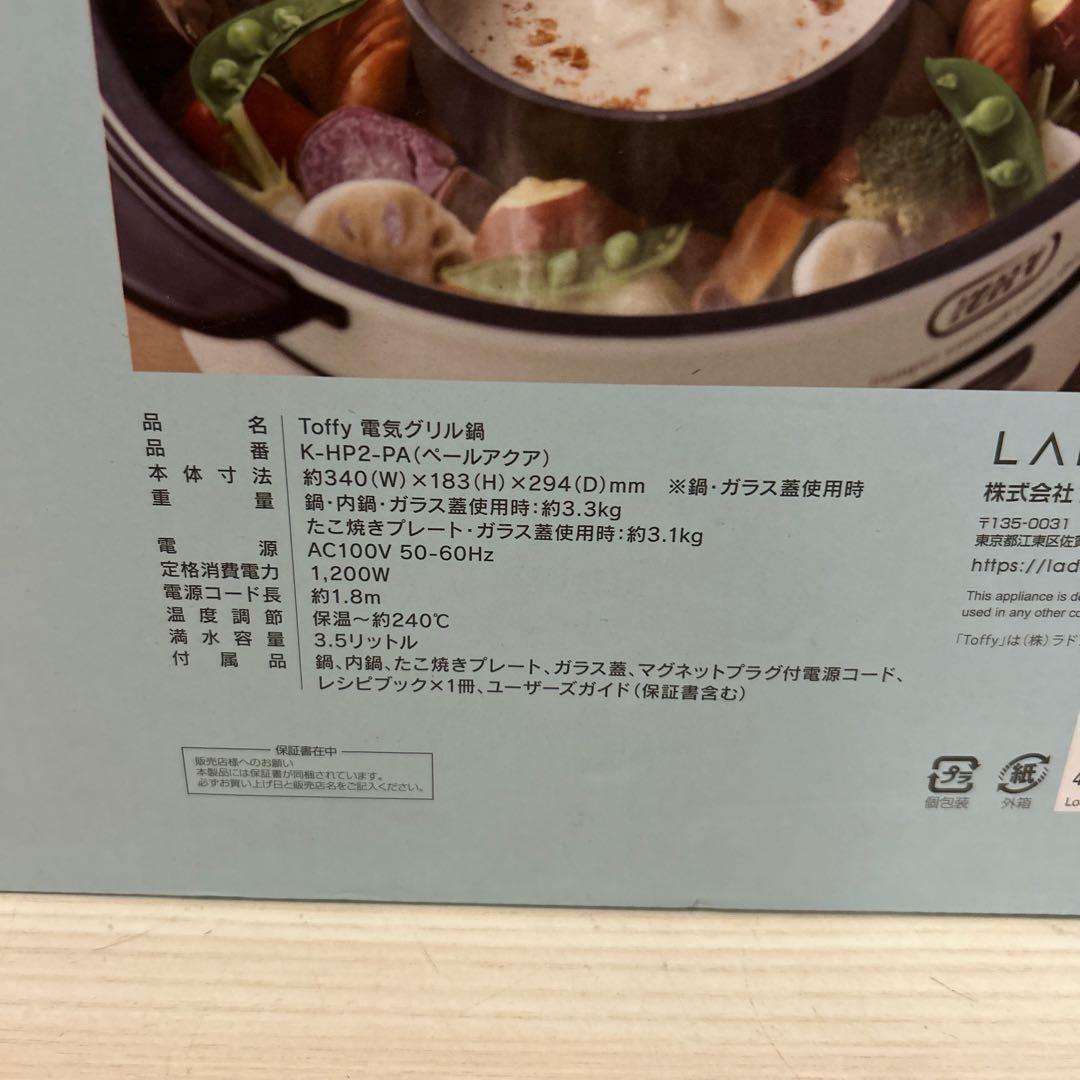 Toffy
品名 Toffy 電気グリル鍋
品番 K-HP2-PA(ペールアクア)
本体寸法 約340(W)×183(H)×294(D)mm ※鍋・ガラス蓋使用時
重量 鍋・内鍋・ガラス蓋使用時:約3.3kg
たこ焼きプレート・ガラス蓋使用時:約3.1kg
電源 AC100V 50-60Hz
定格消費電力 1,200W
電源コード長 約1.8m
温度調節 保温〜約240℃
満水容量 3.5リットル
付属品 鍋、内鍋、たこ焼きプレート、ガラス蓋、マグネットプラグ付電源コード、
レシピブック×1冊、ユーザーズガイド(保証書含む)
保証書在中
販売店様へのお願い
本製品には保証書が同梱されています。
必ずお買い上げ日と販売店名をご記入ください。
LA
株式会社
〒135-0031
東京都江東区佐賀
https://lad
This appliance is de
used in any other co
「Toffy」は(株)ラド
プラ
個包装
紙
外箱
4
Lo